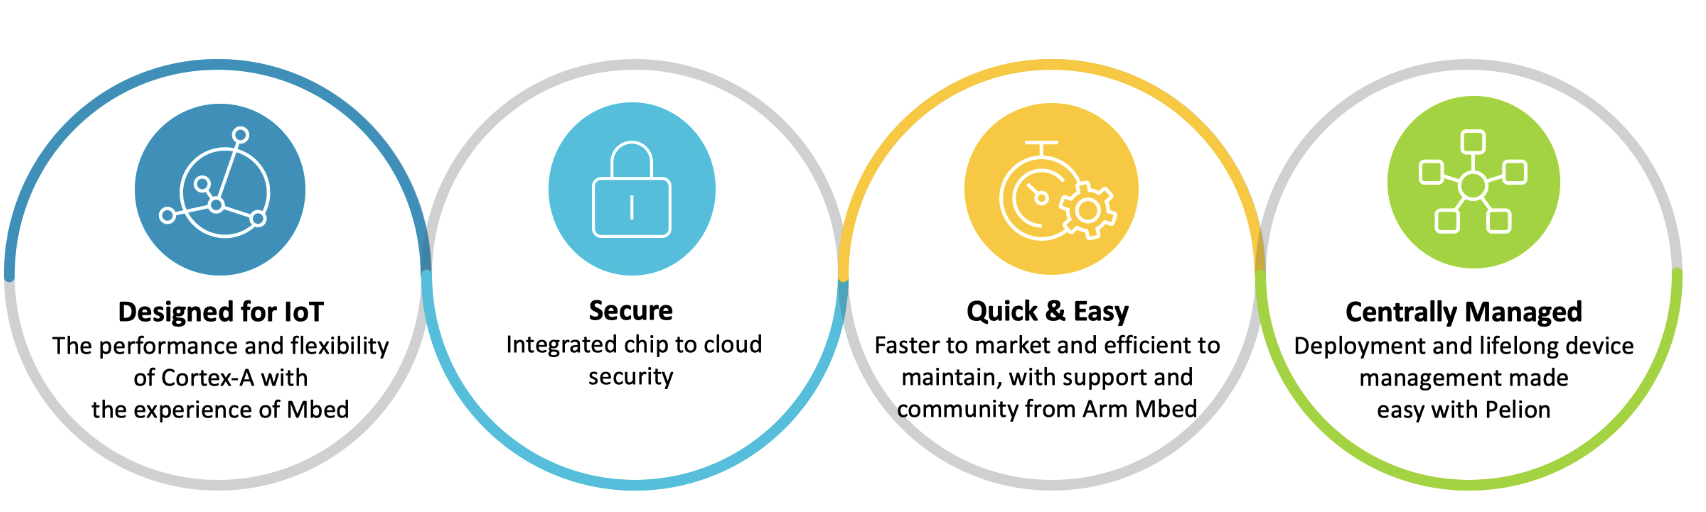 Designed for IoT
The performance and flexibility
of Cortex-A with
the experience of Mbed
Secure
Integrated chip to cloud
security
Quick & Easy
Faster to market and efficient to
maintain, with support and
community from Arm Mbed
Centrally Managed
Deployment and lifelong device
management made
easy with Pelion